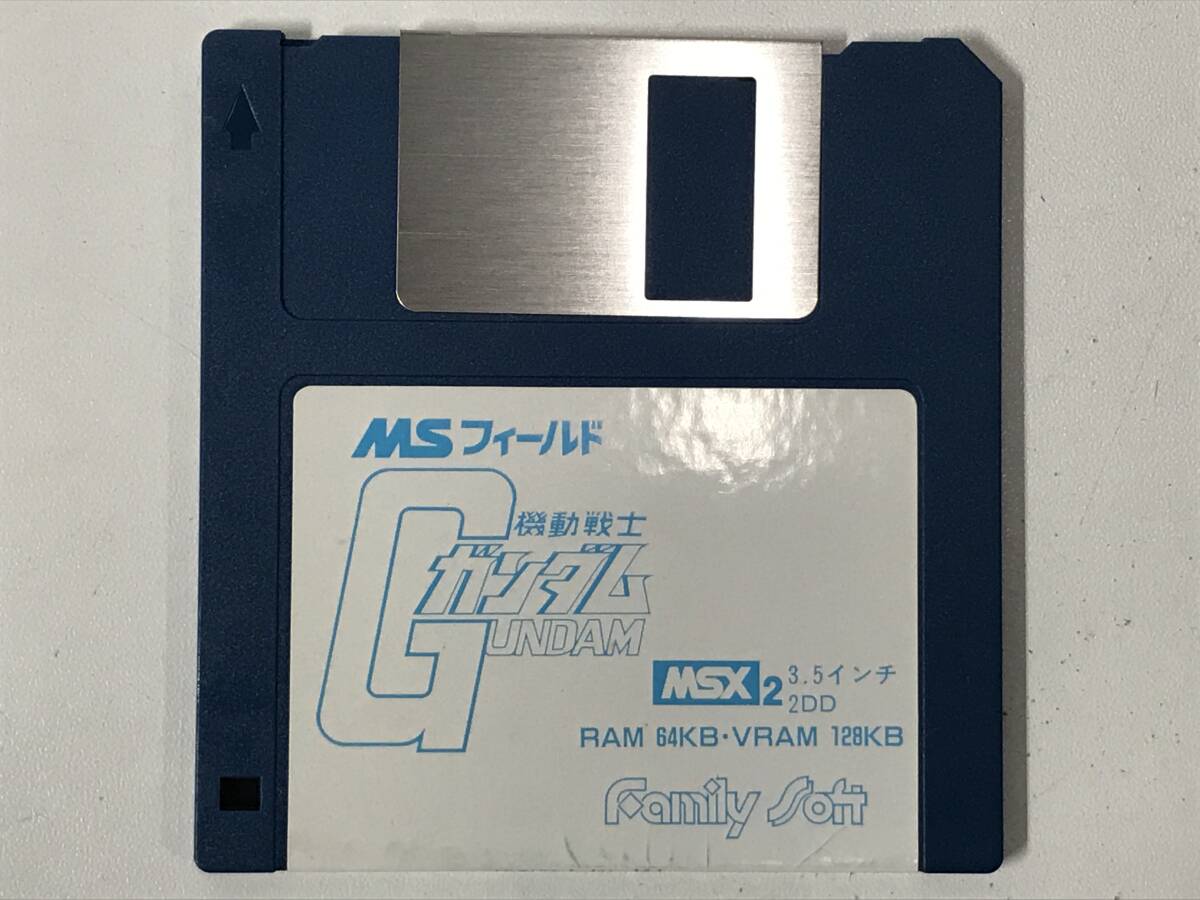 MSフィールド
機動戦士
ガンダム
GUNDAM
MSX2 3.5インチ
2DD
RAM 64KB・VRAM 128KB
Family Soft